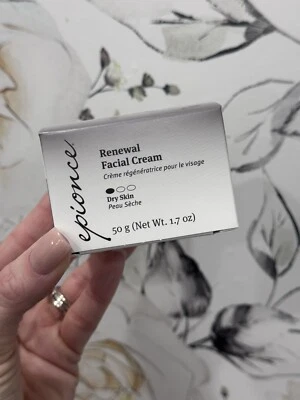 epionce.
Renewal
Facial Cream
Crème régénératrice pour le visage
Dry Skin
Peau Sèche
50 g (Net Wt. 1.7 oz)